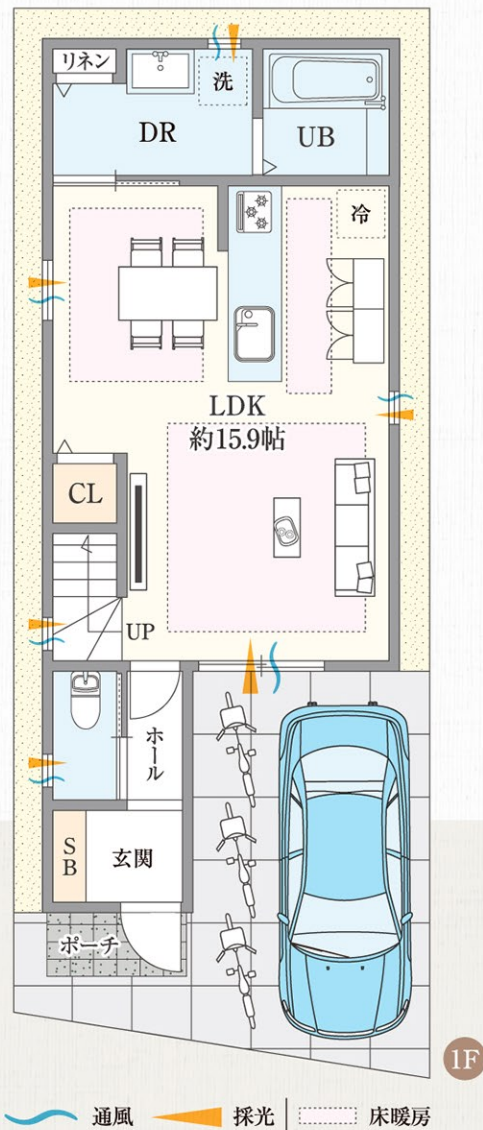 リネン
洗
DR
UB
冷
LDK
約15.9帖
CL
UP
ホール
SB
玄関
ポーチ
1F
通風 採光 床暖房